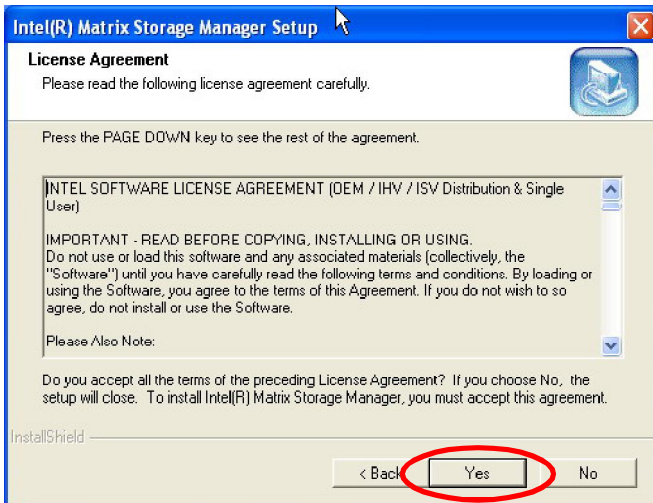 Intel(R) Matrix Storage Manager Setup
License Agreement
Please read the following license agreement carefully.
Press the PAGE DOWN key to see the rest of the agreement.
INTEL SOFTWARE LICENSE AGREEMENT (OEM / IHV / ISV Distribution & Single
User)
IMPORTANT - READ BEFORE COPYING, INSTALLING OR USING.
Do not use or load this software and any associated materials (collectively, the
"Software") until you have carefully read the following terms and conditions. By loading or
using the Software, you agree to the terms of this Agreement. If you do not wish to so
agree, do not install or use the Software.
Please Also Note:
Do you accept all the terms of the preceding License Agreement? If you choose No, the
setup will close. To install Intel(R) Matrix Storage Manager, you must accept this agreement.
InstallShield
< Back
Yes
No